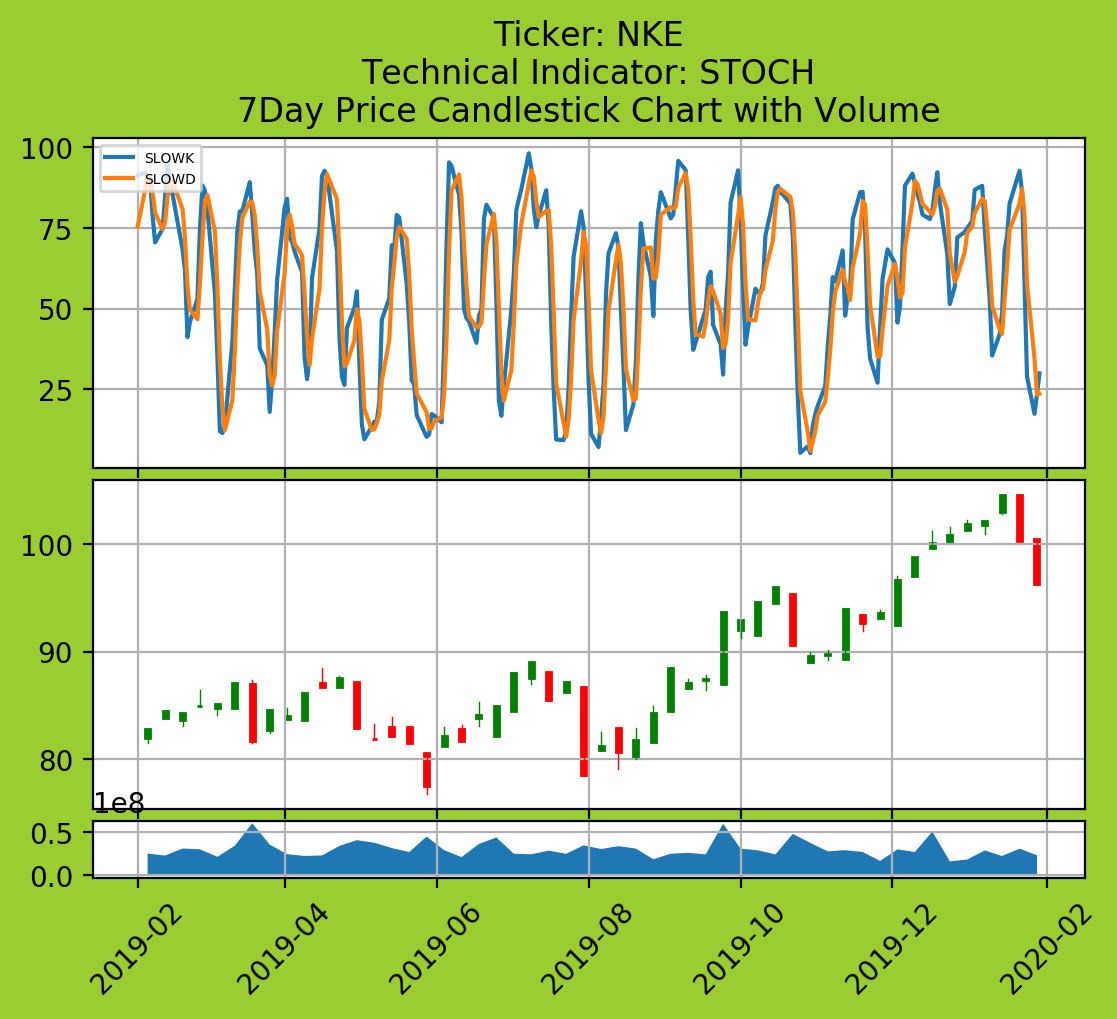 Ticker: NKE
Technical Indicator: STOCH
7Day Price Candlestick Chart with Volume
100
75
50
25
SLOWK
SLOWD
100
90
80
1e8
0.5
0.0
2019-02
2019-04
2019-06
2019-08
2019-10
2019-12
2020-02